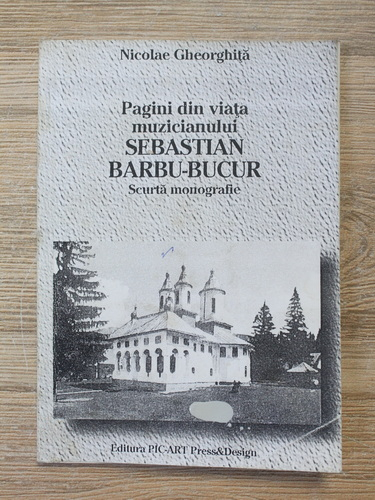 Nicolae Gheorghiță
Pagini din viața
muzicianului
SEBASTIAN
BARBU-BUCUR
Scurtă monografie
Editura PIC-ART Press&Design